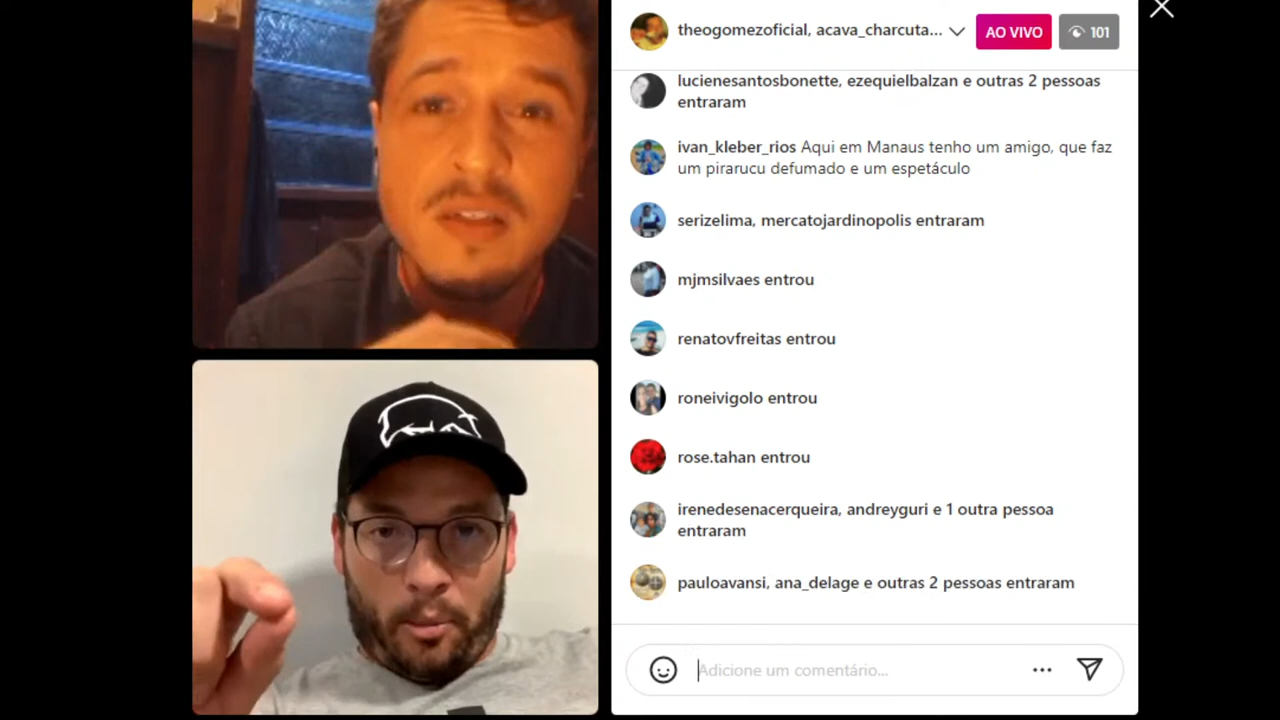 theogomezoficial, acava_charcuta...
AO VIVO
101
lucienesantosbonette, ezequielbalzan e outras 2 pessoas
entraram
ivan_kleber_rios Aqui em Manaus tenho um amigo, que faz
um pirarucu defumado e um espetáculo
serizelima, mercatojardinopolis entraram
mjmsilvaes entrou
renatovfreitas entrou
roneivigolo entrou
rose.tahan entrou
irenedesenacerqueira, andreyguri e 1 outra pessoa
entraram
pauloavansi, ana_delage e outras 2 pessoas entraram
Adicione um comentário...